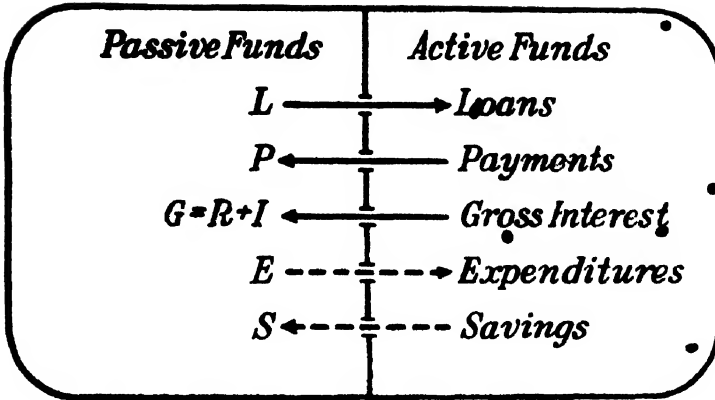 Passive Funds Active Funds
L Loans
P Payments
G=R+I Gross Interest
E Expenditures
S Savings